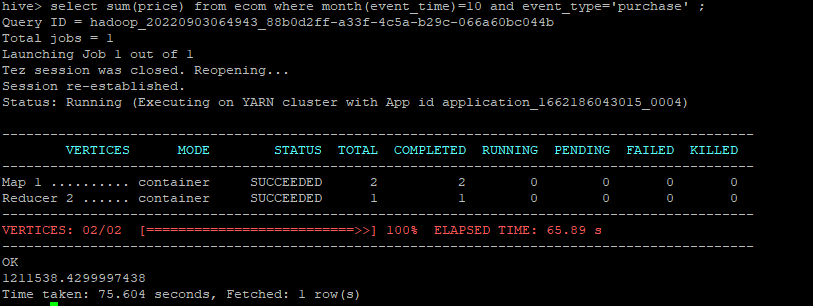 hive> select sum(price) from ecom where month(event_time)=10 and event_type='purchase' ;
Query ID = hadoop_20220903064943_88b0d2ff-a33f-4c5a-b29c-066a60bc044b
Total jobs = 1
Launching Job 1 out of 1
Tez session was closed. Reopening...
Session re-established.
Status: Running (Executing on YARN cluster with App id application_1662186043015_0004)
----------------------------------------------------------------------------------------------
VERTICES MODE STATUS TOTAL COMPLETED RUNNING PENDING FAILED KILLED
----------------------------------------------------------------------------------------------
Map 1 .......... container SUCCEEDED 2 2 0 0 0 0
Reducer 2 ...... container SUCCEEDED 1 1 0 0 0 0
----------------------------------------------------------------------------------------------
VERTICES: 02/02 [==========================>>] 100% ELAPSED TIME: 65.89 s
----------------------------------------------------------------------------------------------
OK
1211538.4299997438
Time taken: 75.604 seconds, Fetched: 1 row(s)